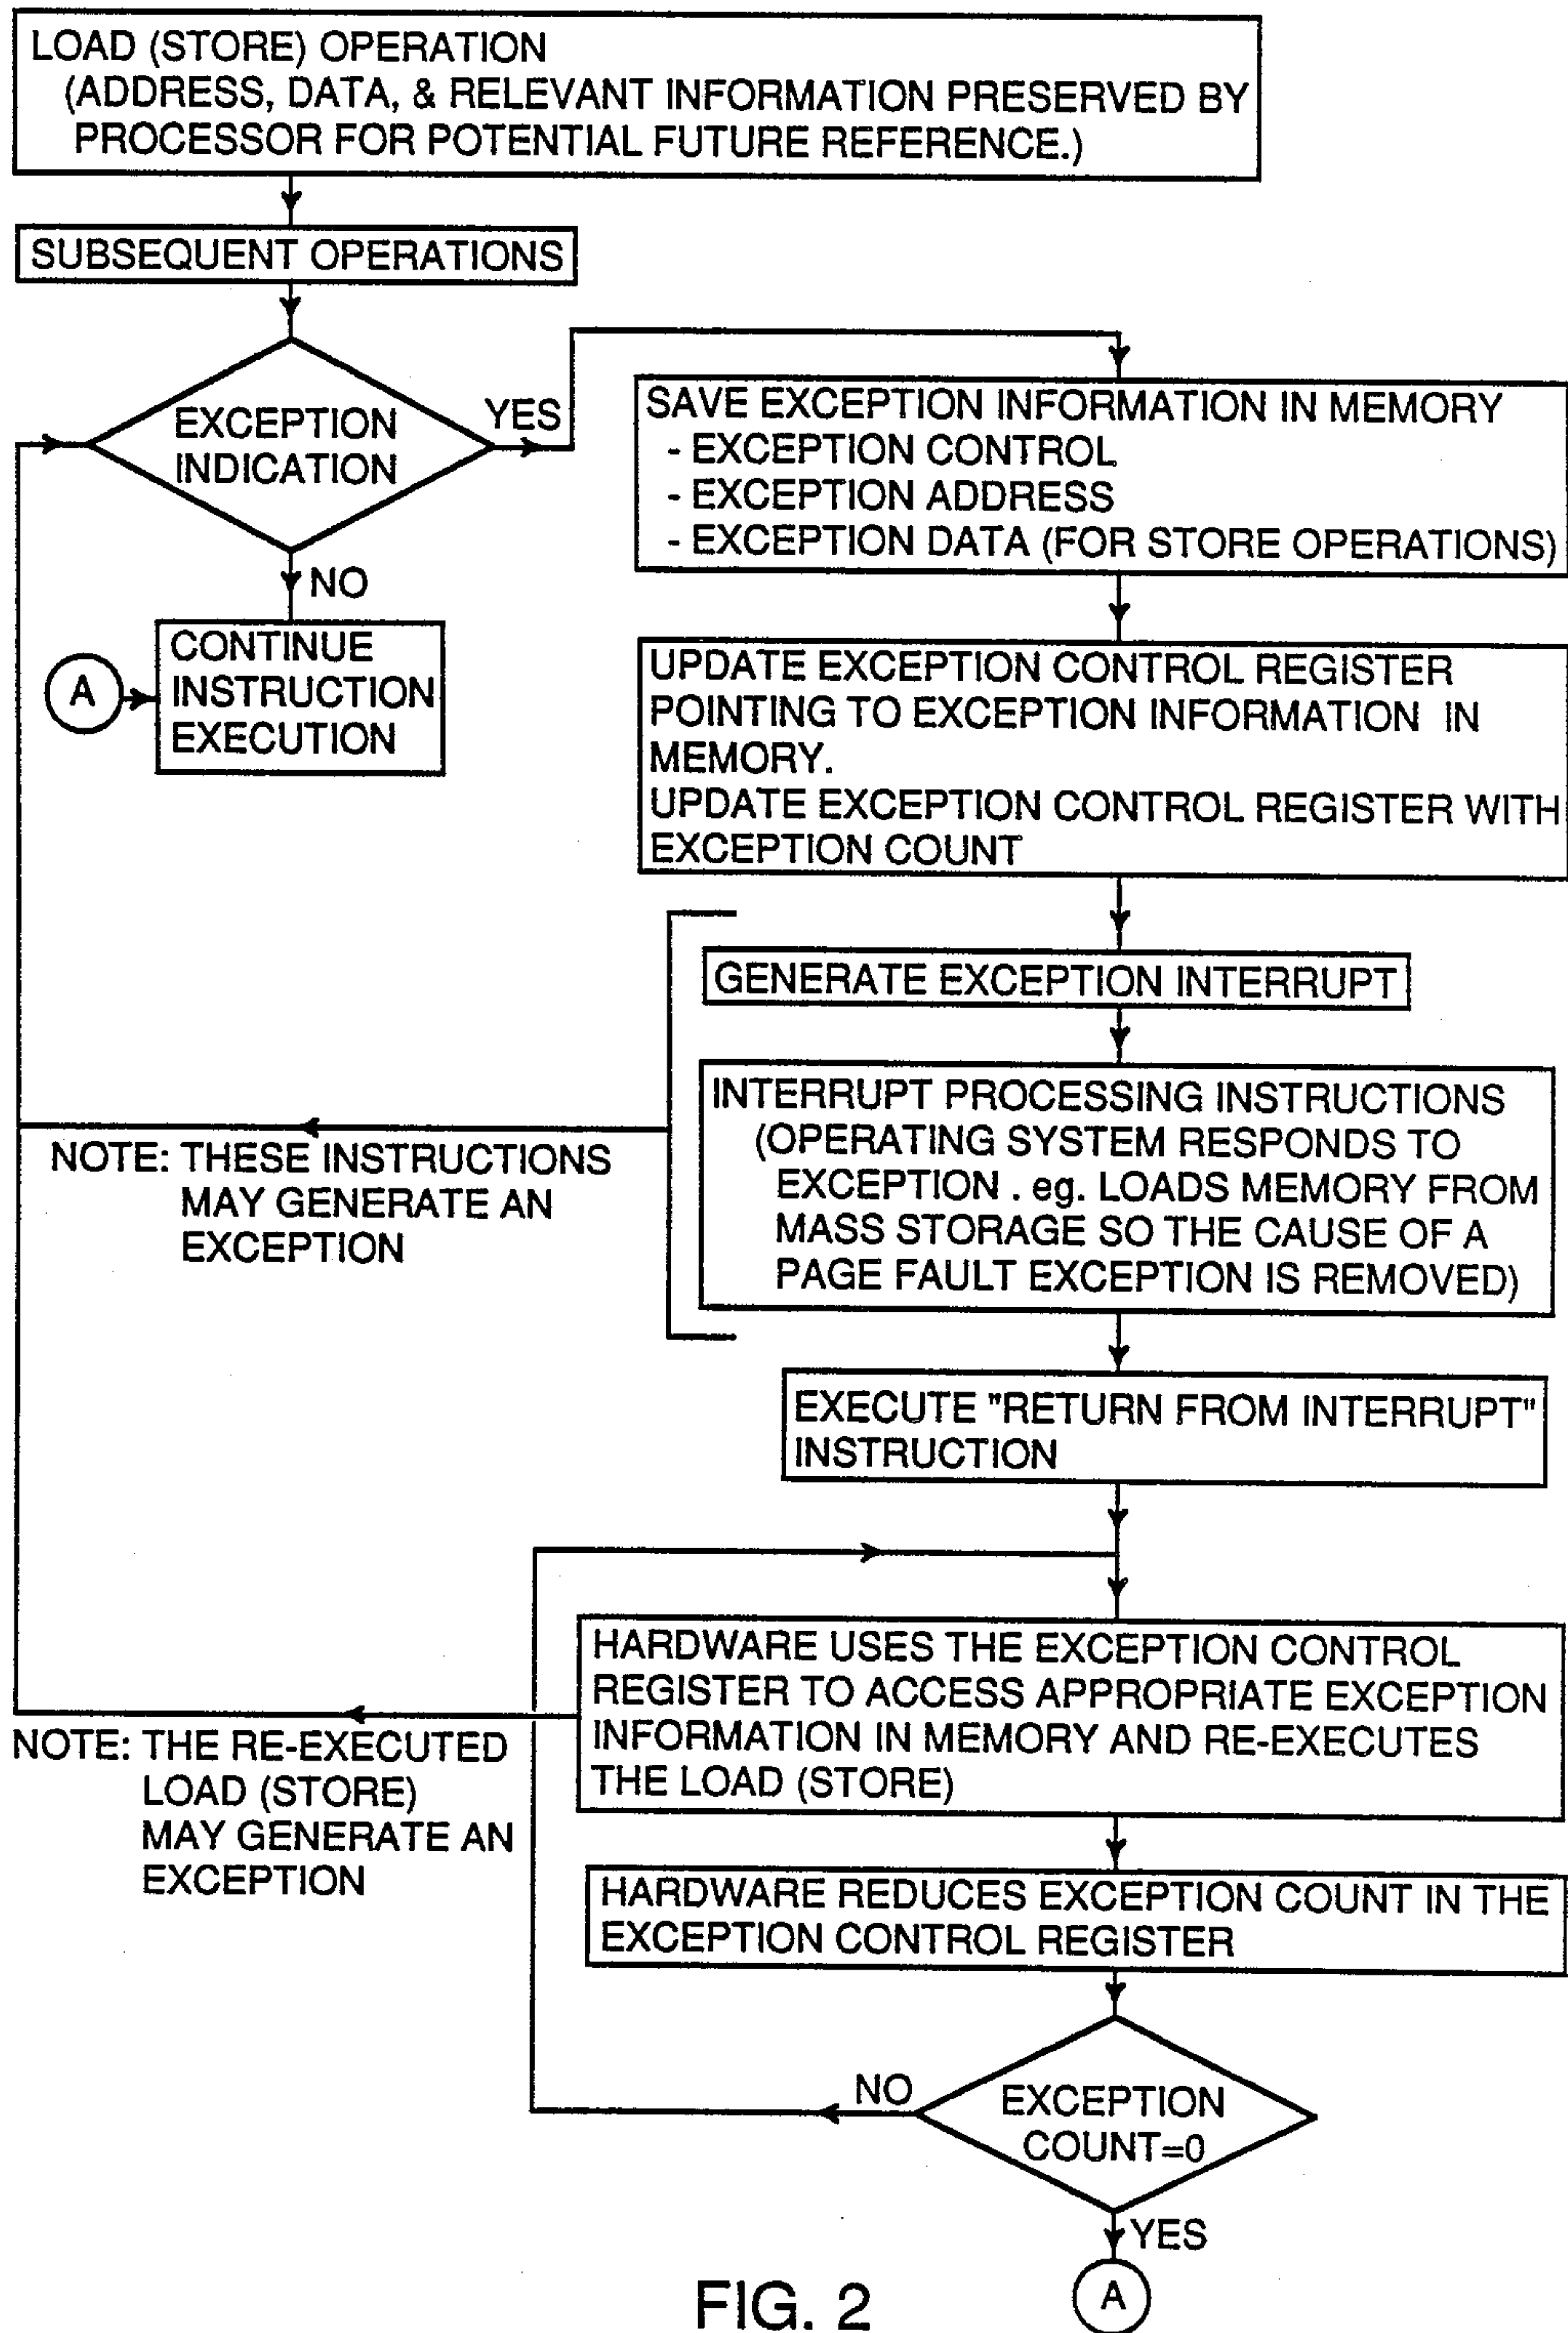 LOAD (STORE) OPERATION
(ADDRESS, DATA, & RELEVANT INFORMATION PRESERVED BY
PROCESSOR FOR POTENTIAL FUTURE REFERENCE.)
SUBSEQUENT OPERATIONS
EXCEPTION
INDICATION
YES
NO
A
CONTINUE
INSTRUCTION
EXECUTION
SAVE EXCEPTION INFORMATION IN MEMORY
- EXCEPTION CONTROL
- EXCEPTION ADDRESS
- EXCEPTION DATA (FOR STORE OPERATIONS)
UPDATE EXCEPTION CONTROL REGISTER
POINTING TO EXCEPTION INFORMATION IN
MEMORY.
UPDATE EXCEPTION CONTROL REGISTER WITH
EXCEPTION COUNT
GENERATE EXCEPTION INTERRUPT
INTERRUPT PROCESSING INSTRUCTIONS
(OPERATING SYSTEM RESPONDS TO
EXCEPTION . eg. LOADS MEMORY FROM
MASS STORAGE SO THE CAUSE OF A
PAGE FAULT EXCEPTION IS REMOVED)
NOTE: THESE INSTRUCTIONS
MAY GENERATE AN
EXCEPTION
EXECUTE "RETURN FROM INTERRUPT"
INSTRUCTION
HARDWARE USES THE EXCEPTION CONTROL
REGISTER TO ACCESS APPROPRIATE EXCEPTION
INFORMATION IN MEMORY AND RE-EXECUTES
THE LOAD (STORE)
NOTE: THE RE-EXECUTED
LOAD (STORE)
MAY GENERATE AN
EXCEPTION
HARDWARE REDUCES EXCEPTION COUNT IN THE
EXCEPTION CONTROL REGISTER
NO
EXCEPTION
COUNT=0
YES
A
FIG. 2